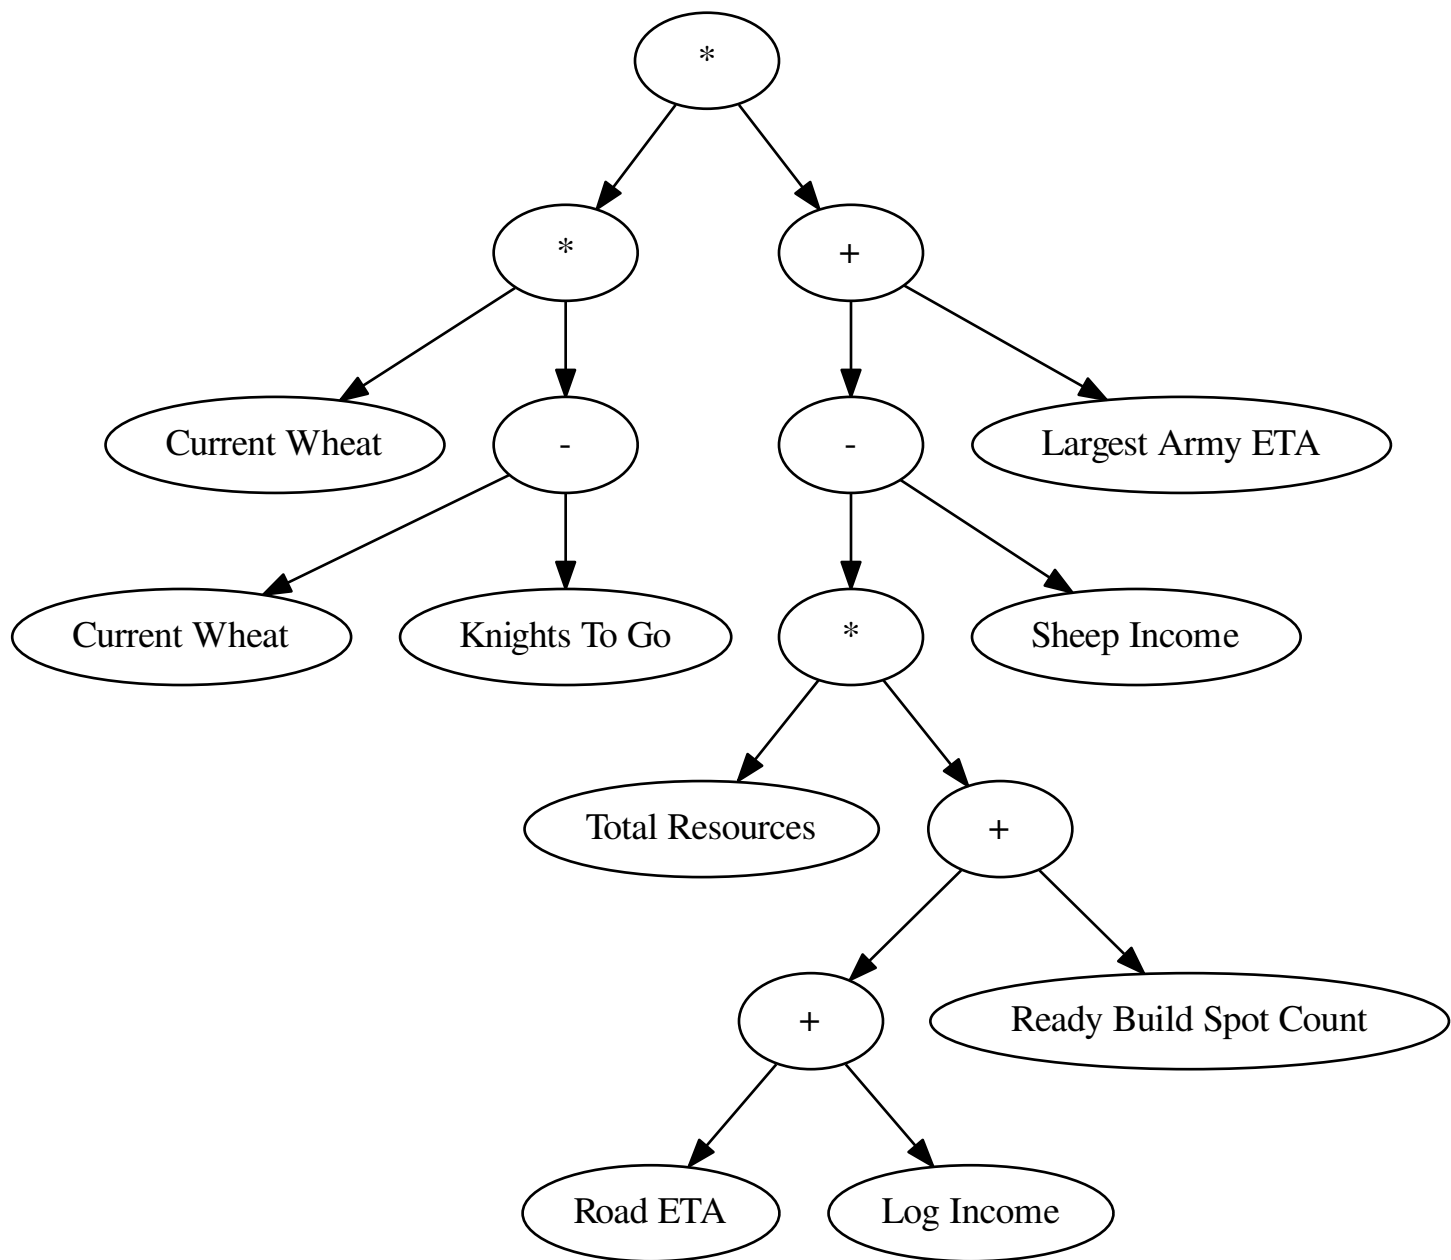 *
*
+
Current Wheat
-
-
Largest Army ETA
Current Wheat
Knights To Go
*
Sheep Income
Total Resources
+
+
Ready Build Spot Count
Road ETA
Log Income